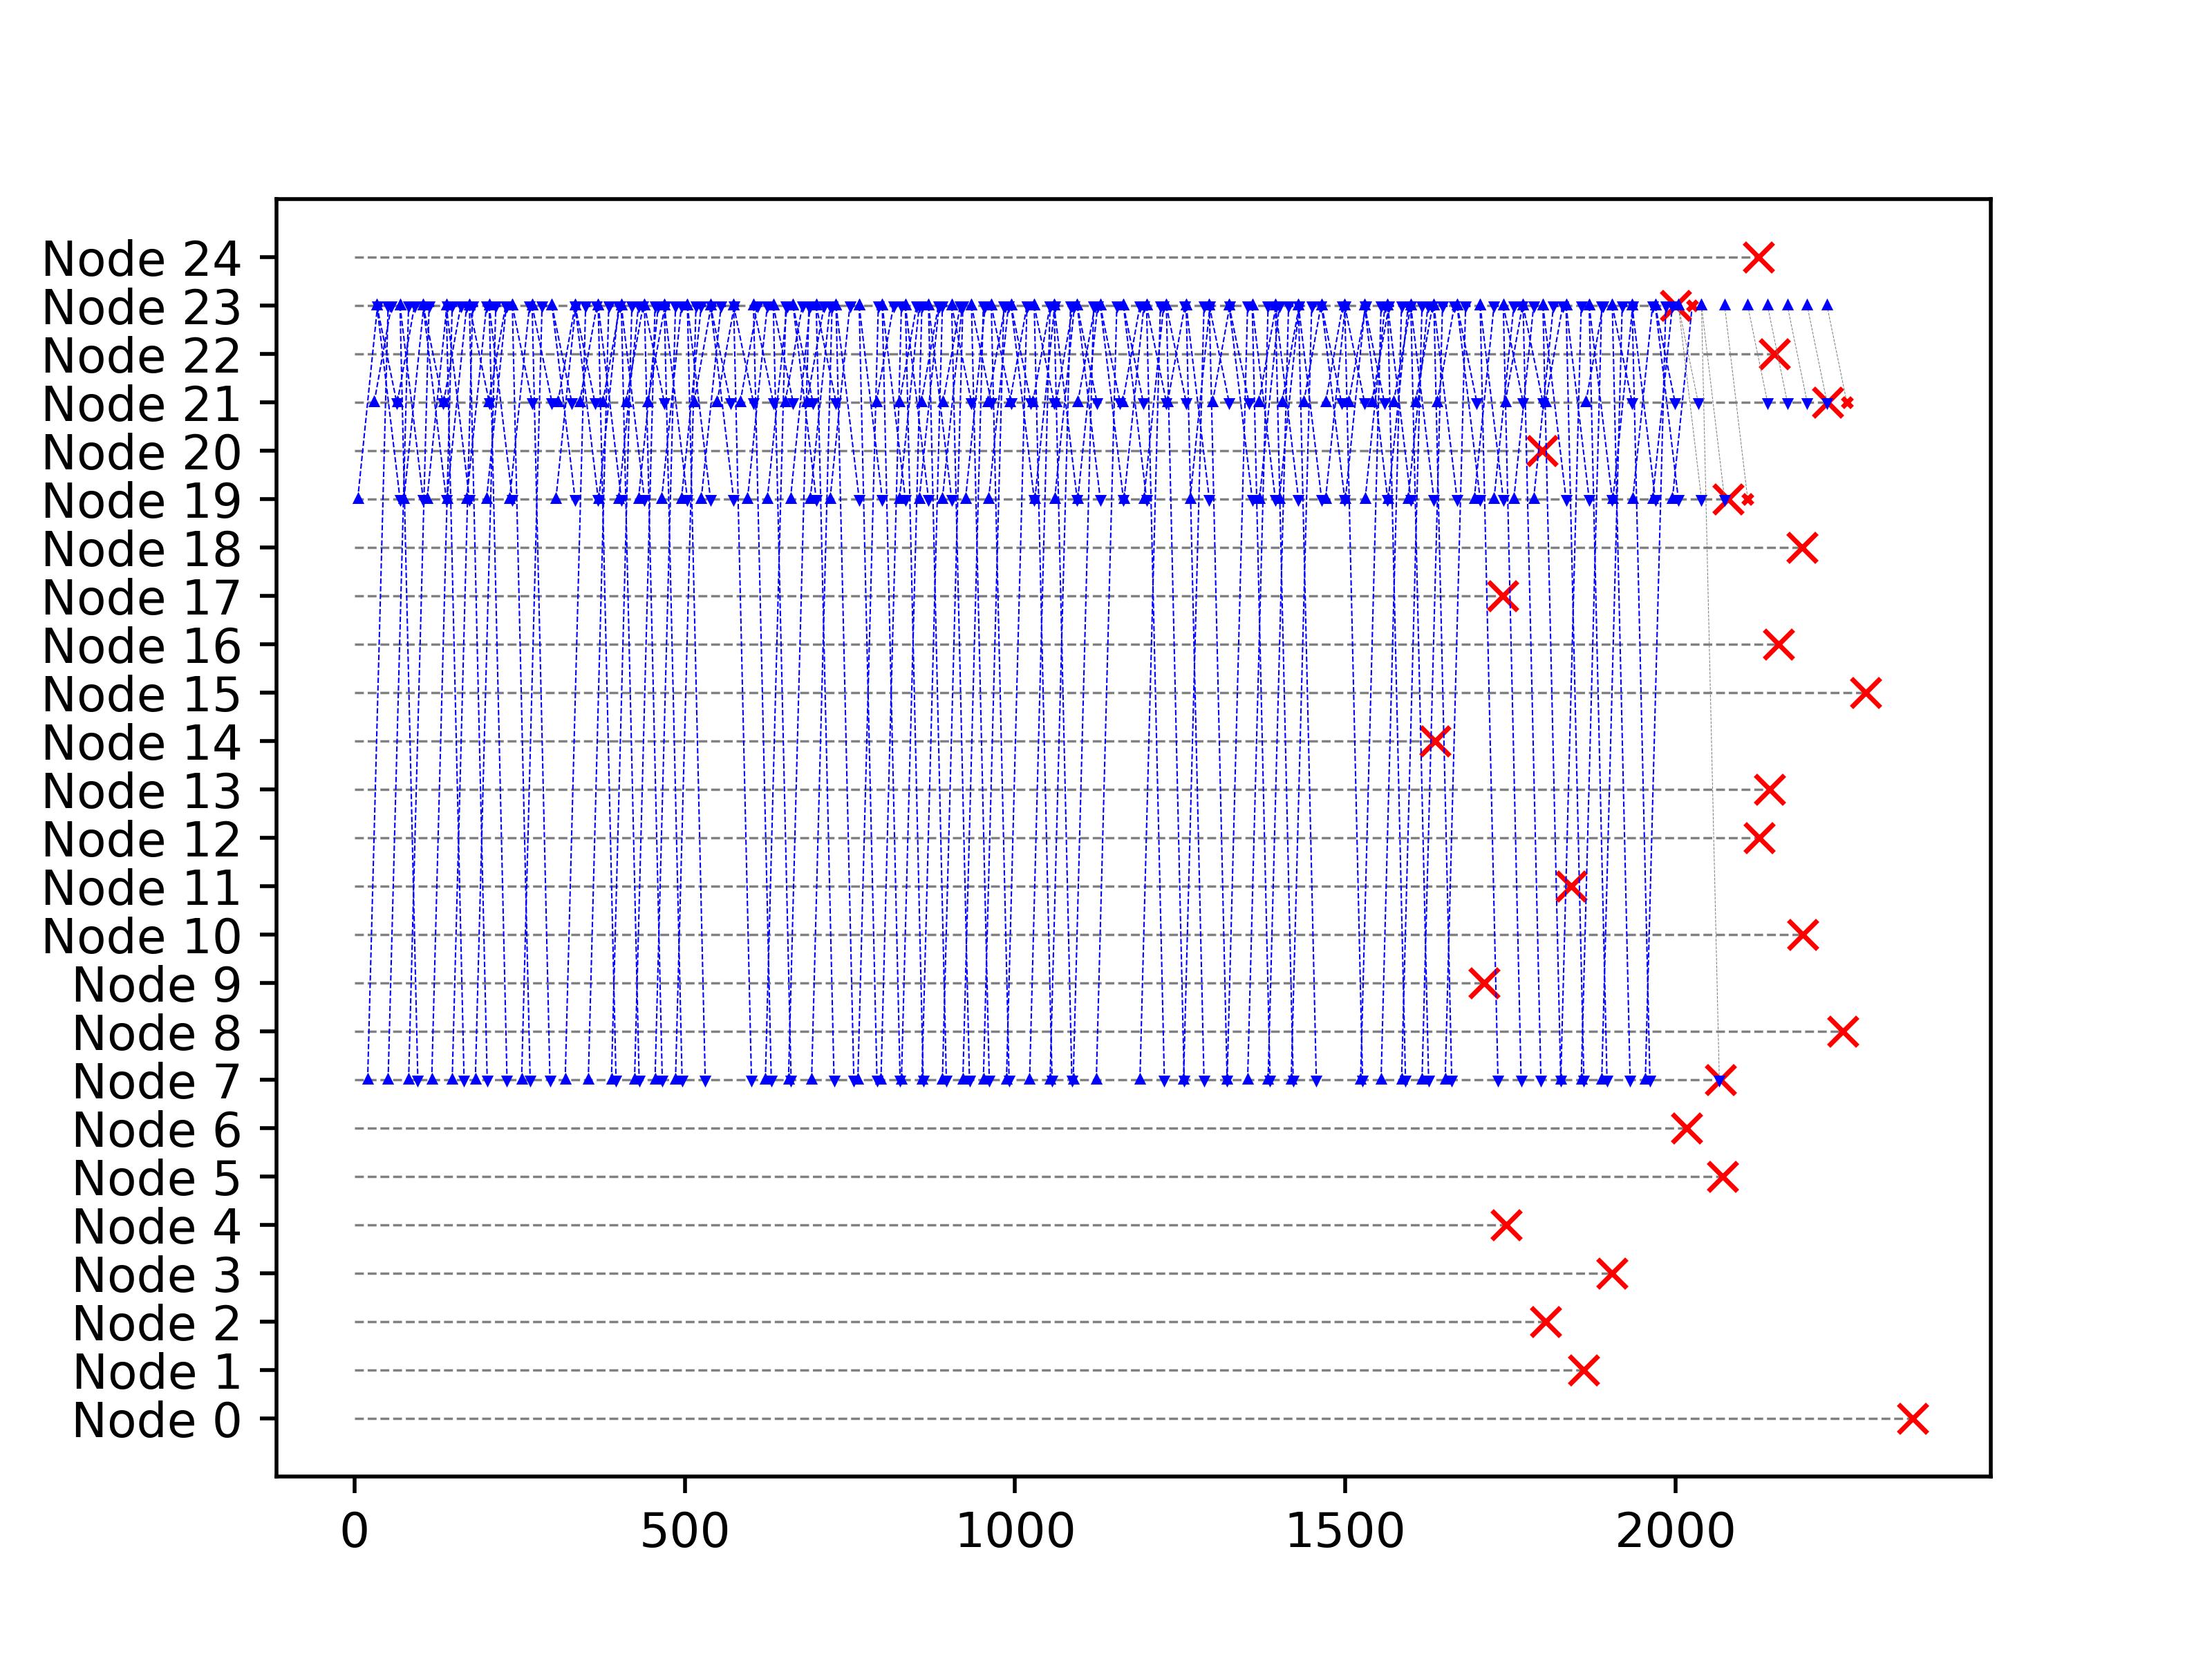 Node 24
Node 23
Node 22
Node 21
Node 20
Node 19
Node 18
Node 17
Node 16
Node 15
Node 14
Node 13
Node 12
Node 11
Node 10
Node 9
Node 8
Node 7
Node 6
Node 5
Node 4
Node 3
Node 2
Node 1
Node 0
0 500 1000 1500 2000